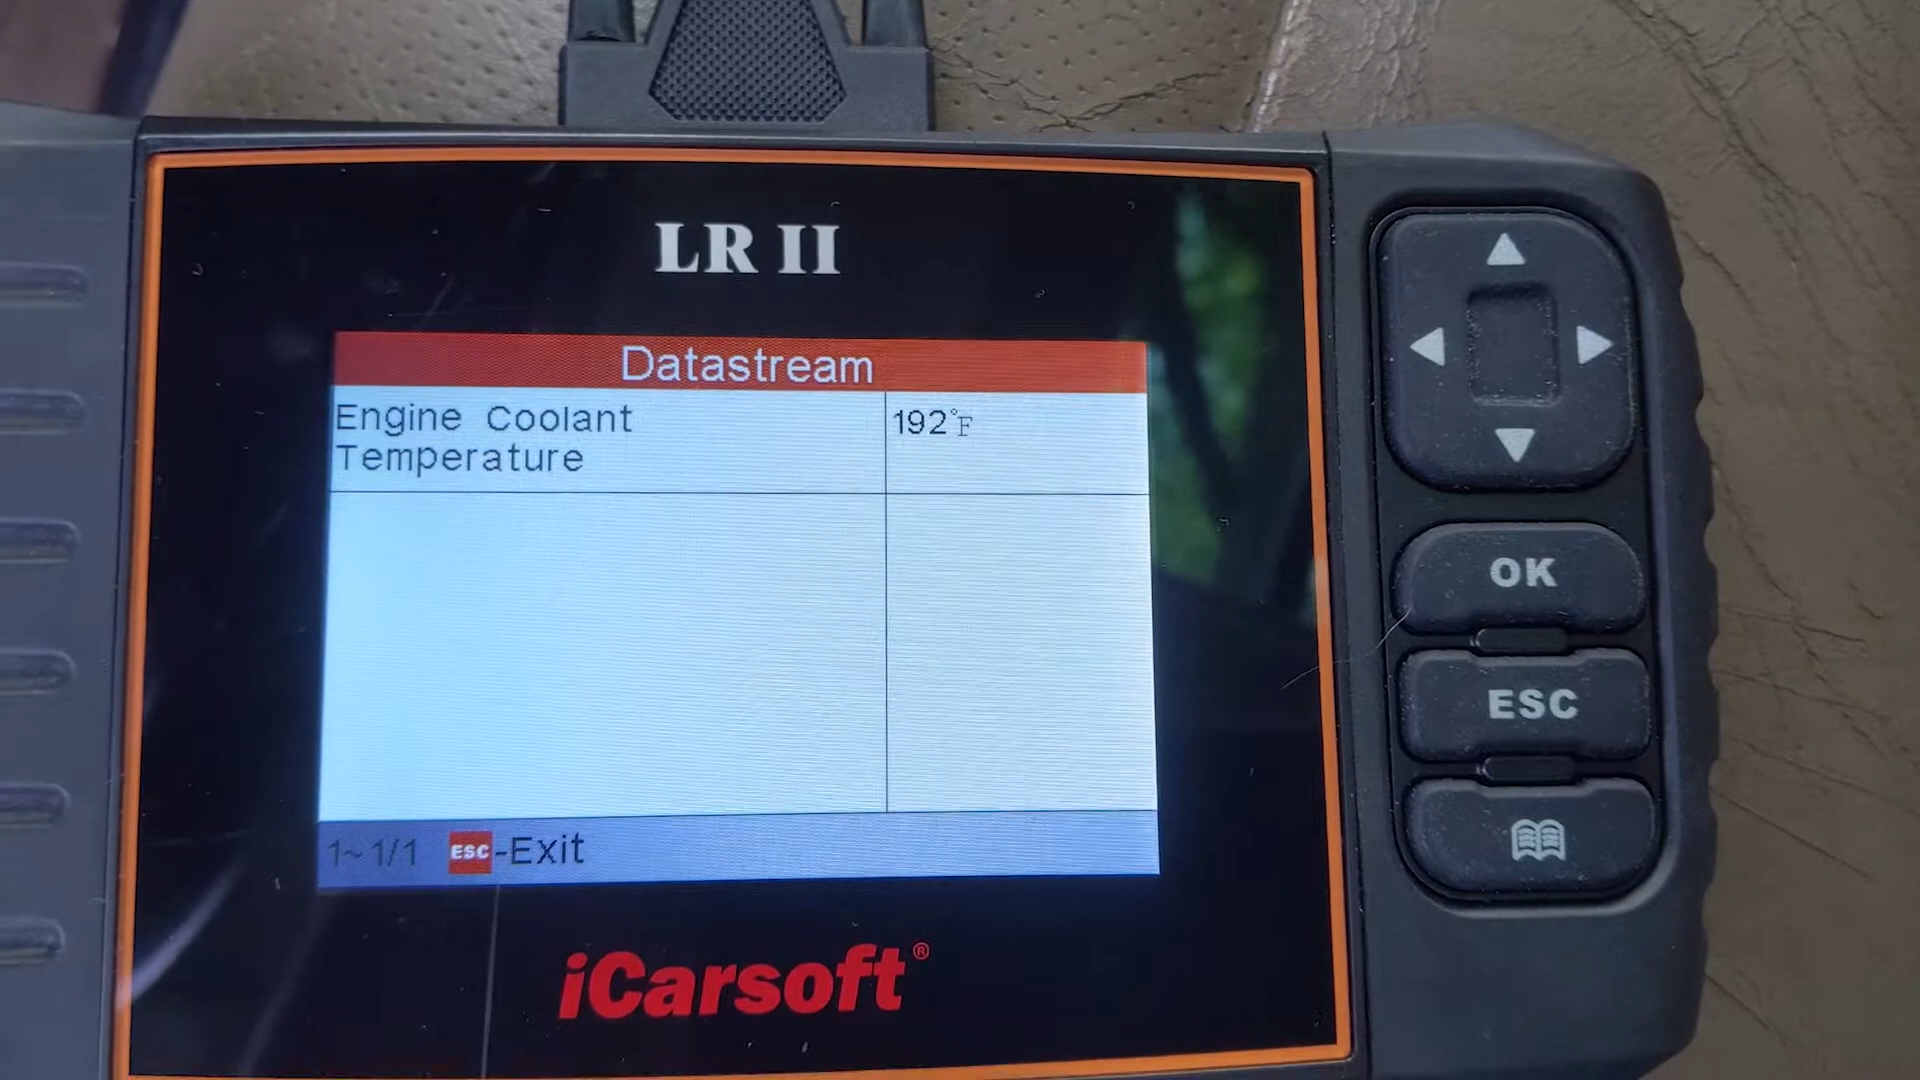 LR II
Datastream
Engine Coolant Temperature 192°F
1~1/1 ESC-Exit
iCarsoft®
OK
ESC